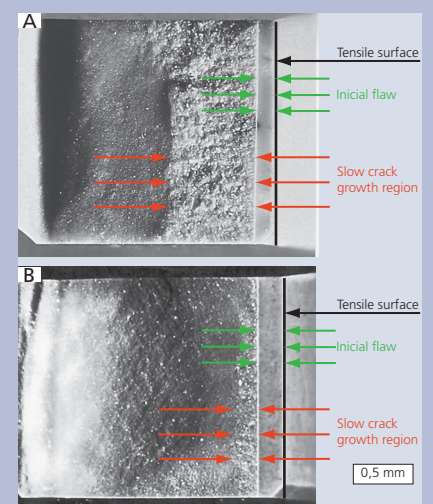 A
Tensile surface
Inicial flaw
Slow crack
growth region
B
Tensile surface
Inicial flaw
Slow crack
growth region
0,5 mm